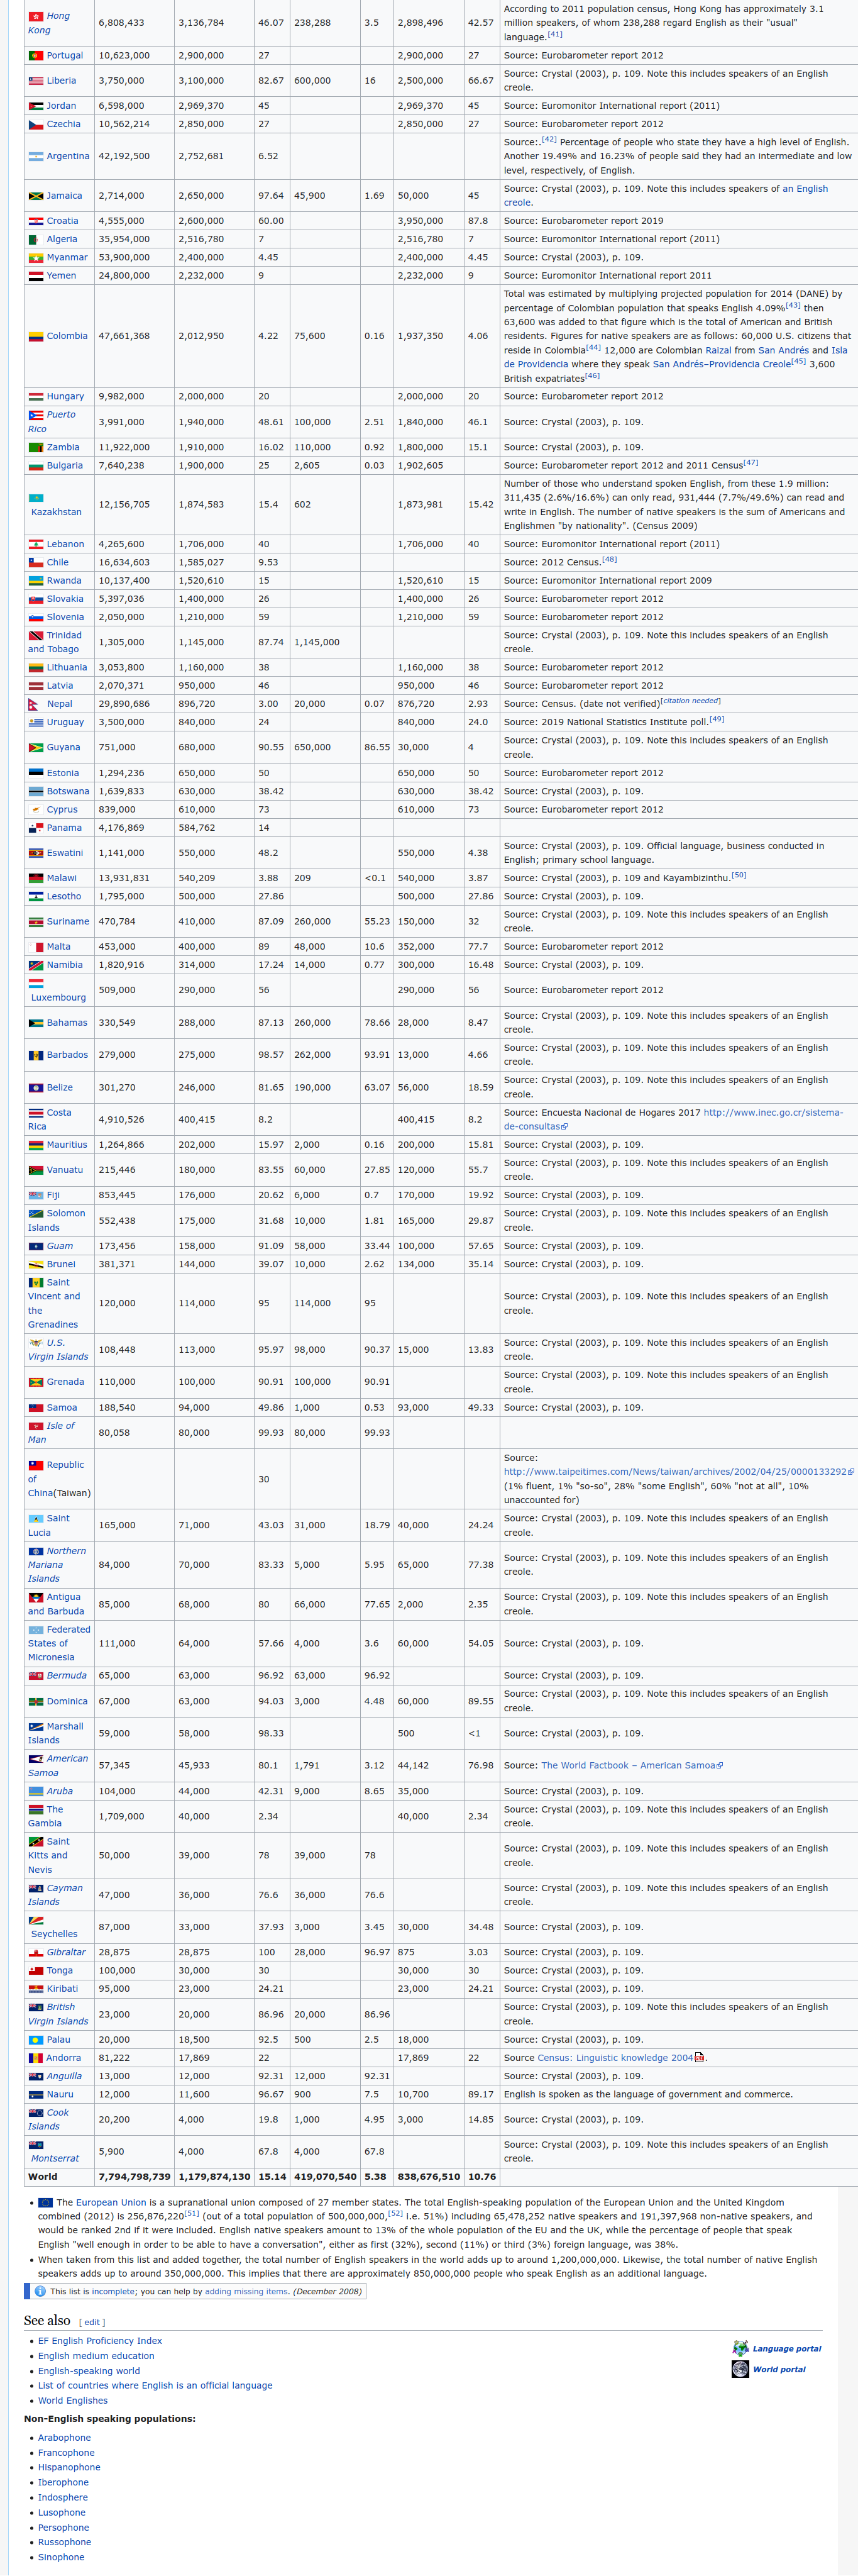 Hong Kong 6,808,433 3,136,784 46.07 238,288 3.5 2,898,496 42.57 According to 2011 population census, Hong Kong has approximately 3.1 million speakers, of whom 238,288 regard English as their "usual" language.[41]
Portugal 10,623,000 2,900,000 27 2,900,000 27 Source: Eurobarometer report 2012
Liberia 3,750,000 3,100,000 82.67 600,000 16 2,500,000 66.67 Source: Crystal (2003), p. 109. Note this includes speakers of an English creole.
Jordan 6,598,000 2,969,370 45 2,969,370 45 Source: Euromonitor International report (2011)
Czechia 10,562,214 2,850,000 27 2,850,000 27 Source: Eurobarometer report 2012
Argentina 42,192,500 2,752,681 6.52 Source:.[42] Percentage of people who state they have a high level of English. Another 19.49% and 16.23% of people said they had an intermediate and low level, respectively, of English.
Jamaica 2,714,000 2,650,000 97.64 45,900 1.69 50,000 45 Source: Crystal (2003), p. 109. Note this includes speakers of an English creole.
Croatia 4,555,000 2,600,000 60.00 3,950,000 87.8 Source: Eurobarometer report 2019
Algeria 35,954,000 2,516,780 7 2,516,780 7 Source: Euromonitor International report (2011)
Myanmar 53,900,000 2,400,000 4.45 2,400,000 4.45 Source: Crystal (2003), p. 109.
Yemen 24,800,000 2,232,000 9 2,232,000 9 Source: Euromonitor International report 2011
Colombia 47,661,368 2,012,950 4.22 75,600 0.16 1,937,350 4.06 Total was estimated by multiplying projected population for 2014 (DANE) by percentage of Colombian population that speaks English 4.09%[43] then 63,600 was added to that figure which is the total of American and British residents. Figures for native speakers are as follows: 60,000 U.S. citizens that reside in Colombia[44] 12,000 are Colombian Raizal from San Andrés and Isla de Providencia where they speak San Andrés–Providencia Creole[45] 3,600 British expatriates[46]
Hungary 9,982,000 2,000,000 20 2,000,000 20 Source: Eurobarometer report 2012
Puerto Rico 3,991,000 1,940,000 48.61 100,000 2.51 1,840,000 46.1 Source: Crystal (2003), p. 109.
Zambia 11,922,000 1,910,000 16.02 110,000 0.92 1,800,000 15.1 Source: Crystal (2003), p. 109.
Bulgaria 7,640,238 1,900,000 25 2,605 0.03 1,902,605 Source: Eurobarometer report 2012 and 2011 Census[47]
Kazakhstan 12,156,705 1,874,583 15.4 602 1,873,981 15.42 Number of those who understand spoken English, from these 1.9 million: 311,435 (2.6%/16.6%) can only read, 931,444 (7.7%/49.6%) can read and write in English. The number of native speakers is the sum of Americans and Englishmen "by nationality". (Census 2009)
Lebanon 4,265,600 1,706,000 40 1,706,000 40 Source: Euromonitor International report (2011)
Chile 16,634,603 1,585,027 9.53 Source: 2012 Census.[48]
Rwanda 10,137,400 1,520,610 15 1,520,610 15 Source: Euromonitor International report 2009
Slovakia 5,397,036 1,400,000 26 1,400,000 26 Source: Eurobarometer report 2012
Slovenia 2,050,000 1,210,000 59 1,210,000 59 Source: Eurobarometer report 2012
Trinidad and Tobago 1,305,000 1,145,000 87.74 1,145,000 Source: Crystal (2003), p. 109. Note this includes speakers of an English creole.
Lithuania 3,053,800 1,160,000 38 1,160,000 38 Source: Eurobarometer report 2012
Latvia 2,070,371 950,000 46 950,000 46 Source: Eurobarometer report 2012
Nepal 29,890,686 896,720 3.00 20,000 0.07 876,720 2.93 Source: Census. (date not verified)[citation needed]
Uruguay 3,500,000 840,000 24 840,000 24.0 Source: 2019 National Statistics Institute poll.[49]
Guyana 751,000 680,000 90.55 650,000 86.55 30,000 4 Source: Crystal (2003), p. 109. Note this includes speakers of an English creole.
Estonia 1,294,236 650,000 50 650,000 50 Source: Eurobarometer report 2012
Botswana 1,639,833 630,000 38.42 630,000 38.42 Source: Crystal (2003), p. 109.
Cyprus 839,000 610,000 73 610,000 73 Source: Eurobarometer report 2012
Panama 4,176,869 584,762 14
Eswatini 1,141,000 550,000 48.2 550,000 4.38 Source: Crystal (2003), p. 109. Official language, business conducted in English; primary school language.
Malawi 13,931,831 540,209 3.88 209 <0.1 540,000 3.87 Source: Crystal (2003), p. 109 and Kayambizinthu.[50]
Lesotho 1,795,000 500,000 27.86 500,000 27.86 Source: Crystal (2003), p. 109.
Suriname 470,784 410,000 87.09 260,000 55.23 150,000 32 Source: Crystal (2003), p. 109. Note this includes speakers of an English creole.
Malta 453,000 400,000 89 48,000 10.6 352,000 77.7 Source: Eurobarometer report 2012
Namibia 1,820,916 314,000 17.24 14,000 0.77 300,000 16.48 Source: Crystal (2003), p. 109.
Luxembourg 509,000 290,000 56 290,000 56 Source: Eurobarometer report 2012
Bahamas 330,549 288,000 87.13 260,000 78.66 28,000 8.47 Source: Crystal (2003), p. 109. Note this includes speakers of an English creole.
Barbados 279,000 275,000 98.57 262,000 93.91 13,000 4.66 Source: Crystal (2003), p. 109. Note this includes speakers of an English creole.
Belize 301,270 246,000 81.65 190,000 63.07 56,000 18.59 Source: Crystal (2003), p. 109. Note this includes speakers of an English creole.
Costa Rica 4,910,526 400,415 8.2 400,415 8.2 Source: Encuesta Nacional de Hogares 2017 http://www.inec.go.cr/sistema-de-consultas
Mauritius 1,264,866 202,000 15.97 2,000 0.16 200,000 15.81 Source: Crystal (2003), p. 109.
Vanuatu 215,446 180,000 83.55 60,000 27.85 120,000 55.7 Source: Crystal (2003), p. 109. Note this includes speakers of an English creole.
Fiji 853,445 176,000 20.62 6,000 0.7 170,000 19.92 Source: Crystal (2003), p. 109.
Solomon Islands 552,438 175,000 31.68 10,000 1.81 165,000 29.87 Source: Crystal (2003), p. 109. Note this includes speakers of an English creole.
Guam 173,456 158,000 91.09 58,000 33.44 100,000 57.65 Source: Crystal (2003), p. 109.
Brunei 381,371 144,000 39.07 10,000 2.62 134,000 35.14 Source: Crystal (2003), p. 109.
Saint Vincent and the Grenadines 120,000 114,000 95 114,000 95 Source: Crystal (2003), p. 109. Note this includes speakers of an English creole.
U.S. Virgin Islands 108,448 113,000 95.97 98,000 90.37 15,000 13.83 Source: Crystal (2003), p. 109. Note this includes speakers of an English creole.
Grenada 110,000 100,000 90.91 100,000 90.91 Source: Crystal (2003), p. 109. Note this includes speakers of an English creole.
Samoa 188,540 94,000 49.86 1,000 0.53 93,000 49.33 Source: Crystal (2003), p. 109.
Isle of Man 80,058 80,000 99.93 80,000 99.93
Republic of China(Taiwan) 30 Source: http://www.taipeitimes.com/News/taiwan/archives/2002/04/25/0000133292 (1% fluent, 1% "so-so", 28% "some English", 60% "not at all", 10% unaccounted for)
Saint Lucia 165,000 71,000 43.03 31,000 18.79 40,000 24.24 Source: Crystal (2003), p. 109. Note this includes speakers of an English creole.
Northern Mariana Islands 84,000 70,000 83.33 5,000 5.95 65,000 77.38 Source: Crystal (2003), p. 109. Note this includes speakers of an English creole.
Antigua and Barbuda 85,000 68,000 80 66,000 77.65 2,000 2.35 Source: Crystal (2003), p. 109. Note this includes speakers of an English creole.
Federated States of Micronesia 111,000 64,000 57.66 4,000 3.6 60,000 54.05 Source: Crystal (2003), p. 109.
Bermuda 65,000 63,000 96.92 63,000 96.92 Source: Crystal (2003), p. 109.
Dominica 67,000 63,000 94.03 3,000 4.48 60,000 89.55 Source: Crystal (2003), p. 109. Note this includes speakers of an English creole.
Marshall Islands 59,000 58,000 98.33 500 <1 Source: Crystal (2003), p. 109.
American Samoa 57,345 45,933 80.1 1,791 3.12 44,142 76.98 Source: The World Factbook – American Samoa
Aruba 104,000 44,000 42.31 9,000 8.65 35,000 Source: Crystal (2003), p. 109.
The Gambia 1,709,000 40,000 2.34 40,000 2.34 Source: Crystal (2003), p. 109. Note this includes speakers of an English creole.
Saint Kitts and Nevis 50,000 39,000 78 39,000 78 Source: Crystal (2003), p. 109. Note this includes speakers of an English creole.
Cayman Islands 47,000 36,000 76.6 36,000 76.6 Source: Crystal (2003), p. 109. Note this includes speakers of an English creole.
Seychelles 87,000 33,000 37.93 3,000 3.45 30,000 34.48 Source: Crystal (2003), p. 109.
Gibraltar 28,875 28,875 100 28,000 96.97 875 3.03 Source: Crystal (2003), p. 109.
Tonga 100,000 30,000 30 30,000 30 Source: Crystal (2003), p. 109.
Kiribati 95,000 23,000 24.21 23,000 24.21 Source: Crystal (2003), p. 109.
British Virgin Islands 23,000 20,000 86.96 20,000 86.96 Source: Crystal (2003), p. 109. Note this includes speakers of an English creole.
Palau 20,000 18,500 92.5 500 2.5 18,000 Source: Crystal (2003), p. 109.
Andorra 81,222 17,869 22 17,869 22 Source Census: Linguistic knowledge 2004.
Anguilla 13,000 12,000 92.31 12,000 92.31 Source: Crystal (2003), p. 109.
Nauru 12,000 11,600 96.67 900 7.5 10,700 89.17 English is spoken as the language of government and commerce.
Cook Islands 20,200 4,000 19.8 1,000 4.95 3,000 14.85 Source: Crystal (2003), p. 109.
Montserrat 5,900 4,000 67.8 4,000 67.8 Source: Crystal (2003), p. 109. Note this includes speakers of an English creole.
World 7,794,798,739 1,179,874,130 15.14 419,070,540 5.38 838,676,510 10.76
• The European Union is a supranational union composed of 27 member states. The total English-speaking population of the European Union and the United Kingdom
combined (2012) is 256,876,220[51] (out of a total population of 500,000,000,[52] i.e. 51%) including 65,478,252 native speakers and 191,397,968 non-native speakers, and
would be ranked 2nd if it were included. English native speakers amount to 13% of the whole population of the EU and the UK, while the percentage of people that speak
English "well enough in order to be able to have a conversation", either as first (32%), second (11%) or third (3%) foreign language, was 38%.
• When taken from this list and added together, the total number of English speakers in the world adds up to around 1,200,000,000. Likewise, the total number of native English
speakers adds up to around 350,000,000. This implies that there are approximately 850,000,000 people who speak English as an additional language.
This list is incomplete; you can help by adding missing items. (December 2008)
See also [ edit ]
• EF English Proficiency Index
• English medium education
• English-speaking world
• List of countries where English is an official language
• World Englishes
Language portal
World portal
Non-English speaking populations:
• Arabophone
• Francophone
• Hispanophone
• Iberophone
• Indosphere
• Lusophone
• Persophone
• Russophone
• Sinophone